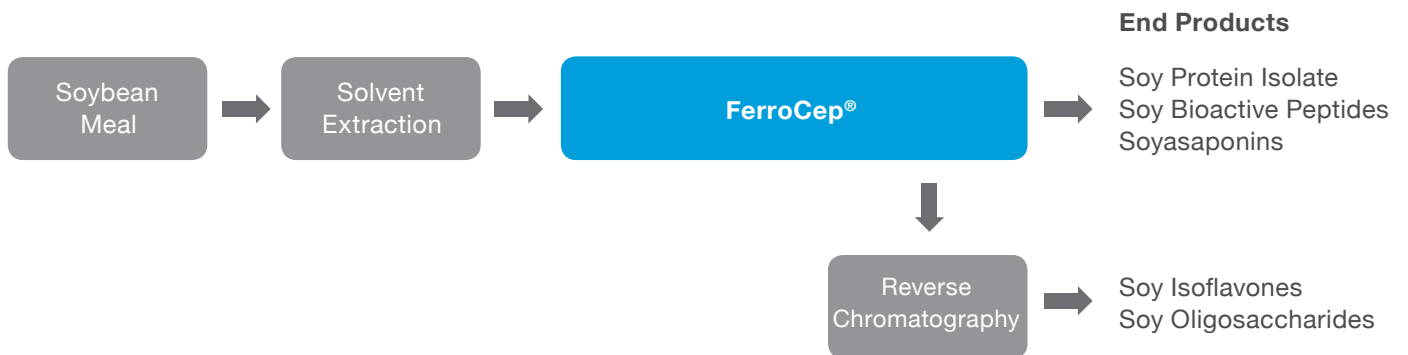 End Products
Soybean
Meal
Solvent
Extraction
FerroCep®
Soy Protein Isolate
Soy Bioactive Peptides
Soyasaponins
Reverse
Chromatography
Soy Isoflavones
Soy Oligosaccharides